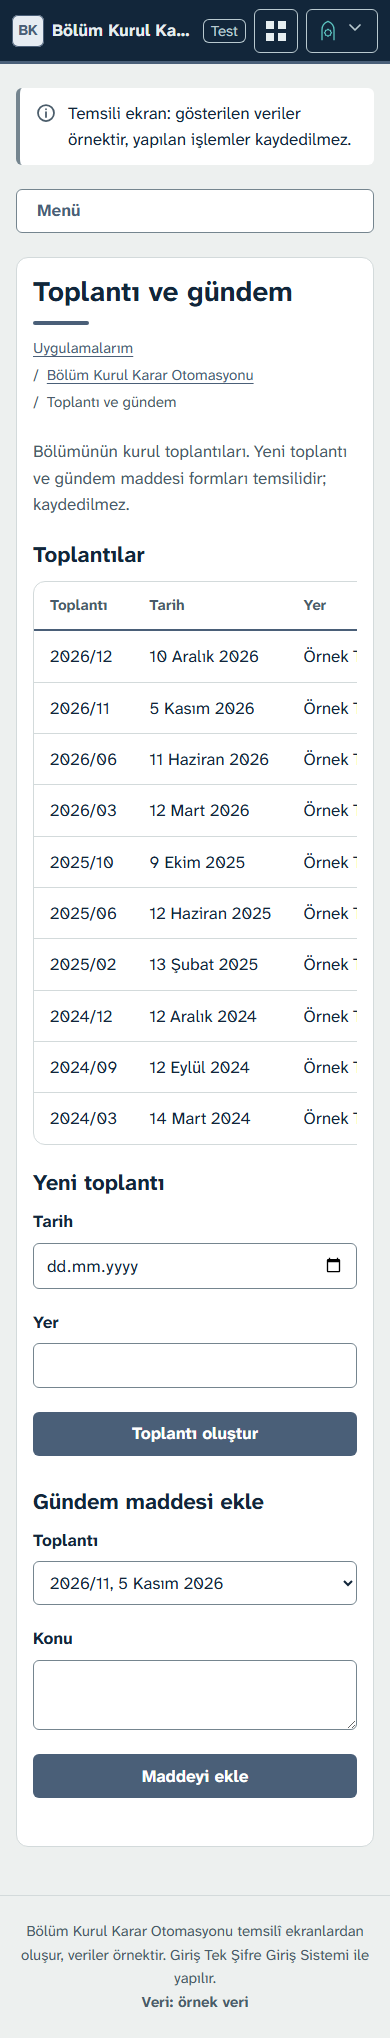 BK Bölüm Kurul Ka... Test
Temsili ekran: gösterilen veriler
örnektir, yapılan işlemler kaydedilmez.
Menü
Toplantı ve gündem
Uygulamalarım
/ Bölüm Kurul Karar Otomasyonu
/ Toplantı ve gündem
Bölümünün kurul toplantıları. Yeni toplantı
ve gündem maddesi formları temsilidir;
kaydedilmez.
Toplantılar
Toplantı Tarih Yer
2026/12 10 Aralık 2026 Örnek
2026/11 5 Kasım 2026 Örnek
2026/06 11 Haziran 2026 Örnek
2026/03 12 Mart 2026 Örnek
2025/10 9 Ekim 2025 Örnek
2025/06 12 Haziran 2025 Örnek
2025/02 13 Şubat 2025 Örnek
2024/12 12 Aralık 2024 Örnek
2024/09 12 Eylül 2024 Örnek
2024/03 14 Mart 2024 Örnek
Yeni toplantı
Tarih
dd.mm.yyyy
Yer
Toplantı oluştur
Gündem maddesi ekle
Toplantı
2026/11, 5 Kasım 2026
Konu
Maddeyi ekle
Bölüm Kurul Karar Otomasyonu temsilî ekranlardan
oluşur, veriler örnektir. Giriş Tek Şifre Giriş Sistemi ile
yapılır.
Veri: örnek veri